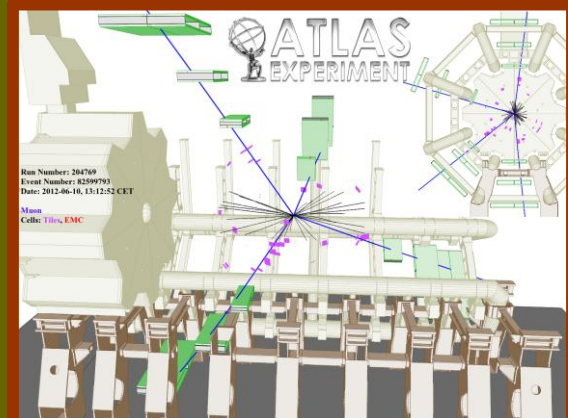 ATLAS
EXPERIMENT
Run Number: 204769
Event Number: 82599793
Date: 2012-06-10, 13:12:52 CET
Muon
Cells: Tiles, EMC